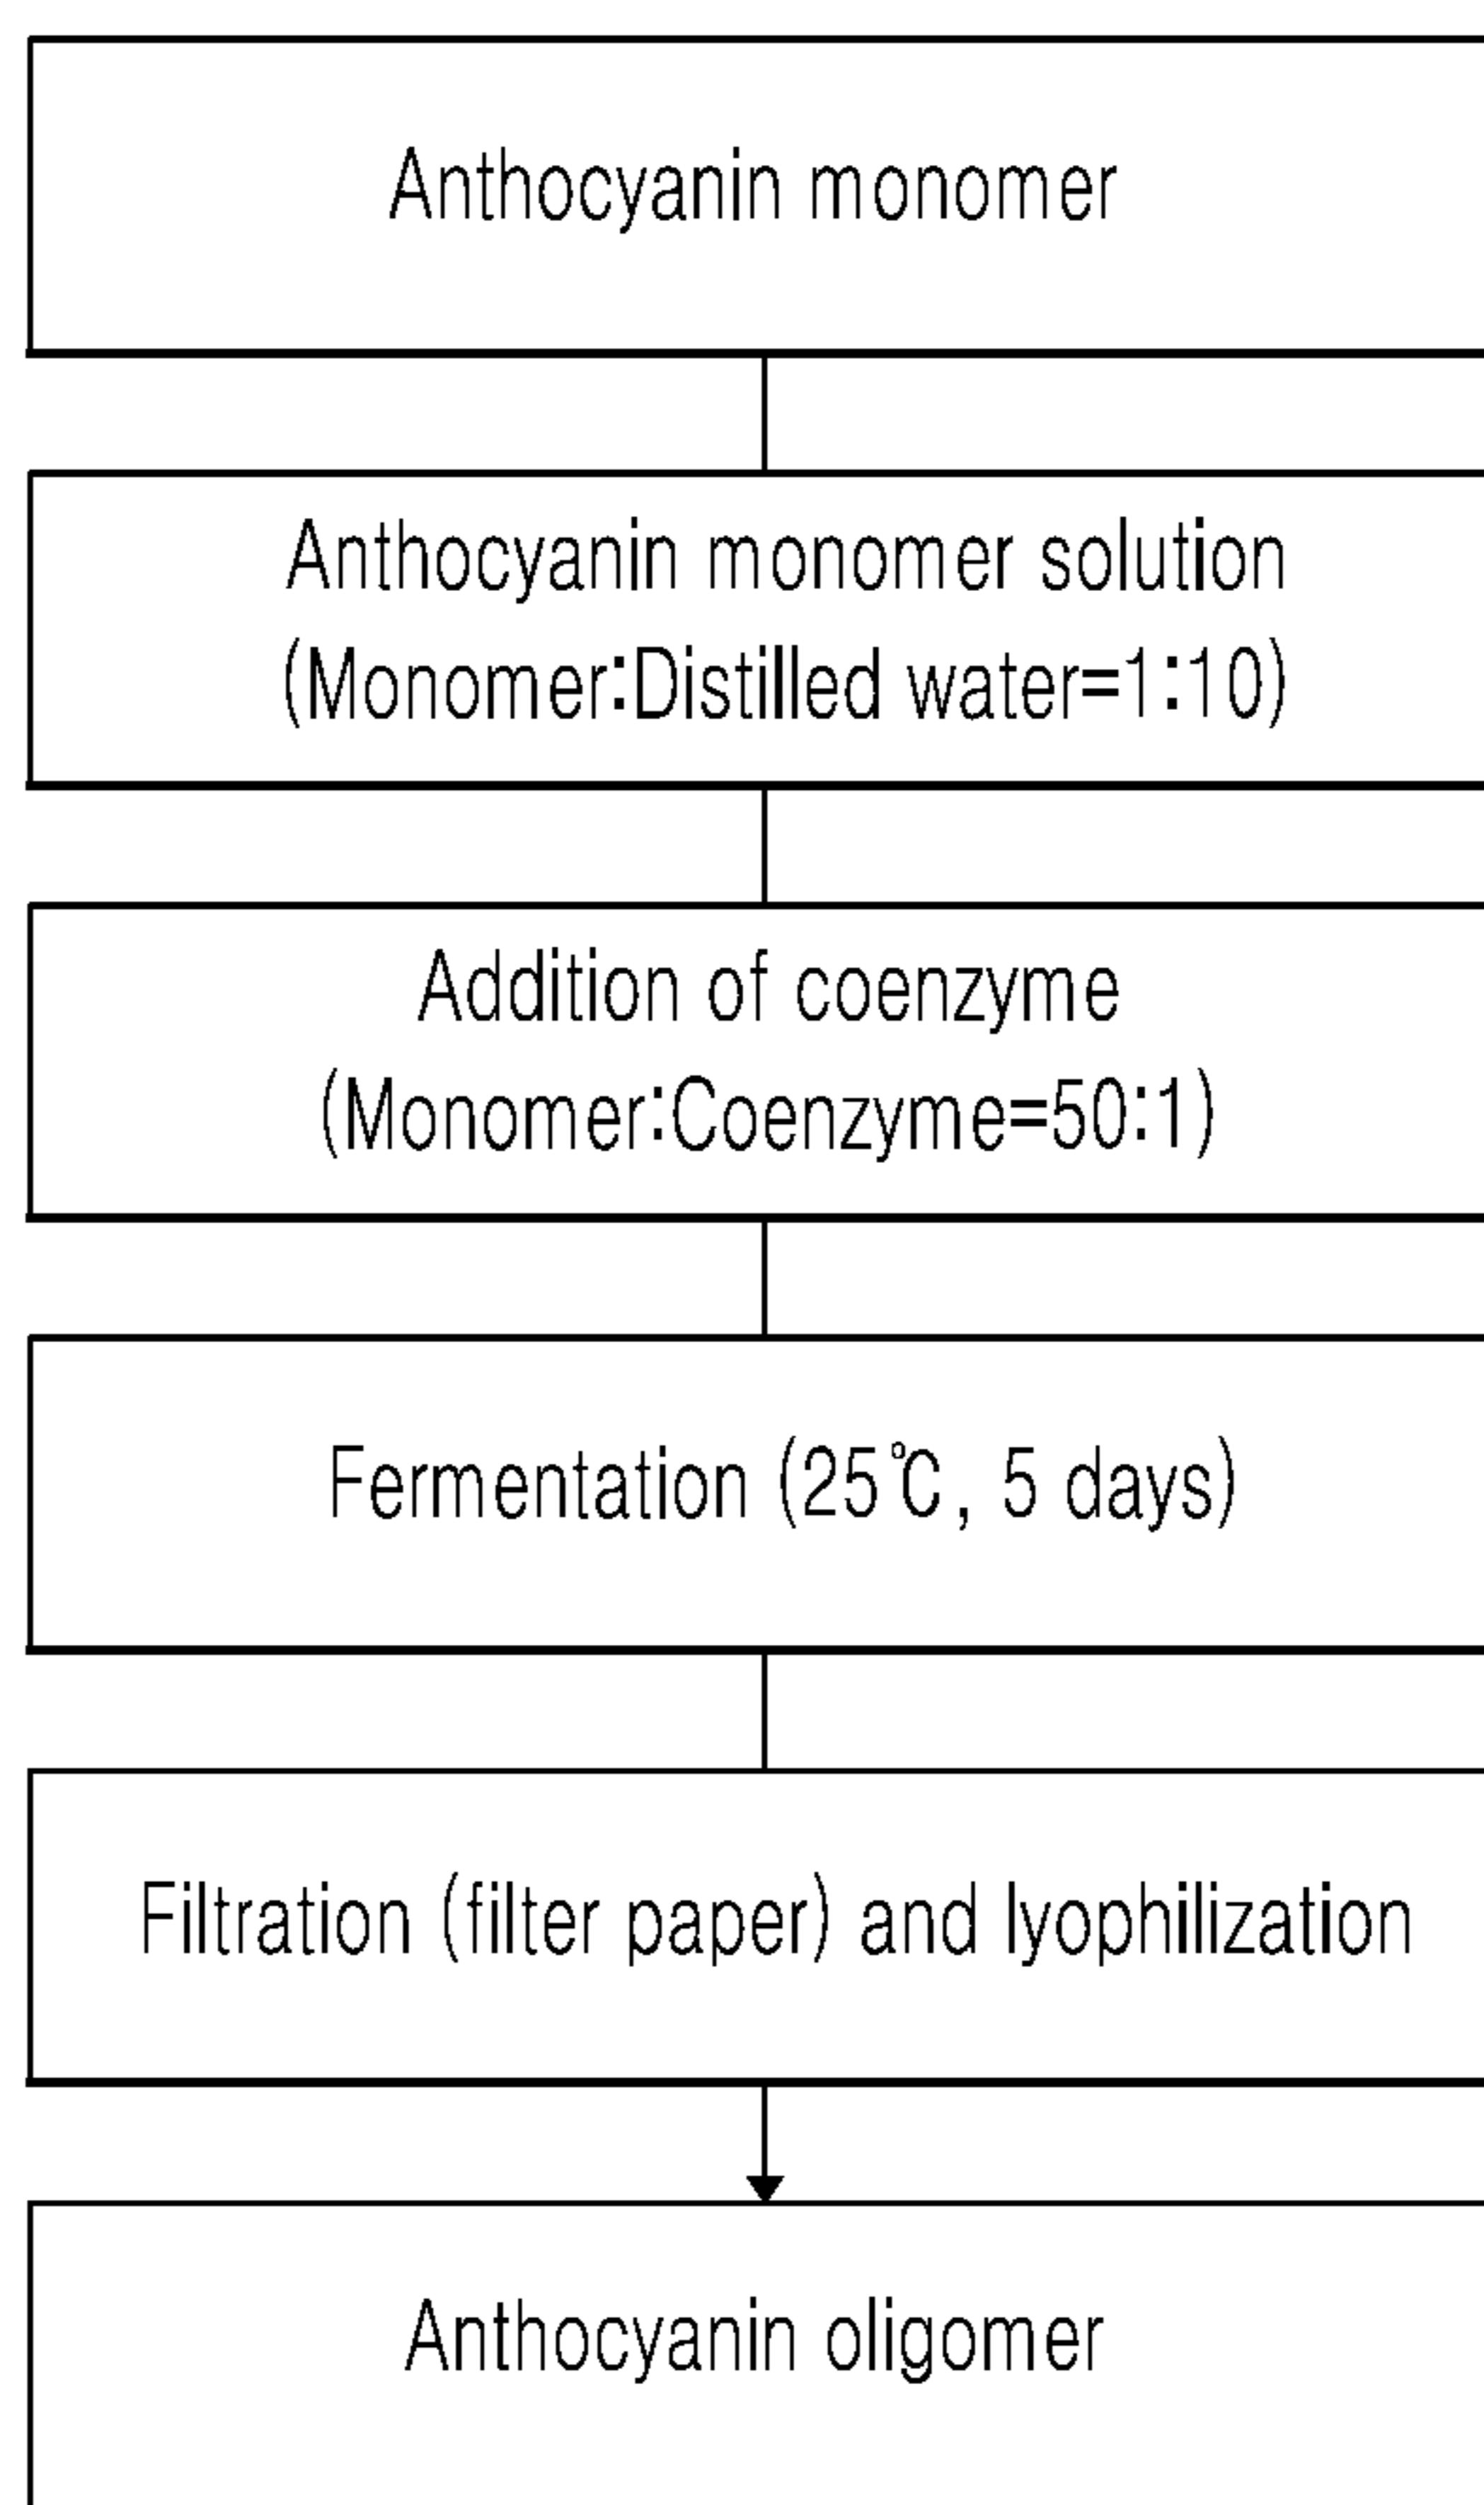 Anthocyanin monomer
Anthocyanin monomer solution
(Monomer:Distilled water=1:10)
Addition of coenzyme
(Monomer:Coenzyme=50:1)
Fermentation (25℃, 5 days)
Filtration (filter paper) and lyophilization
Anthocyanin oligomer